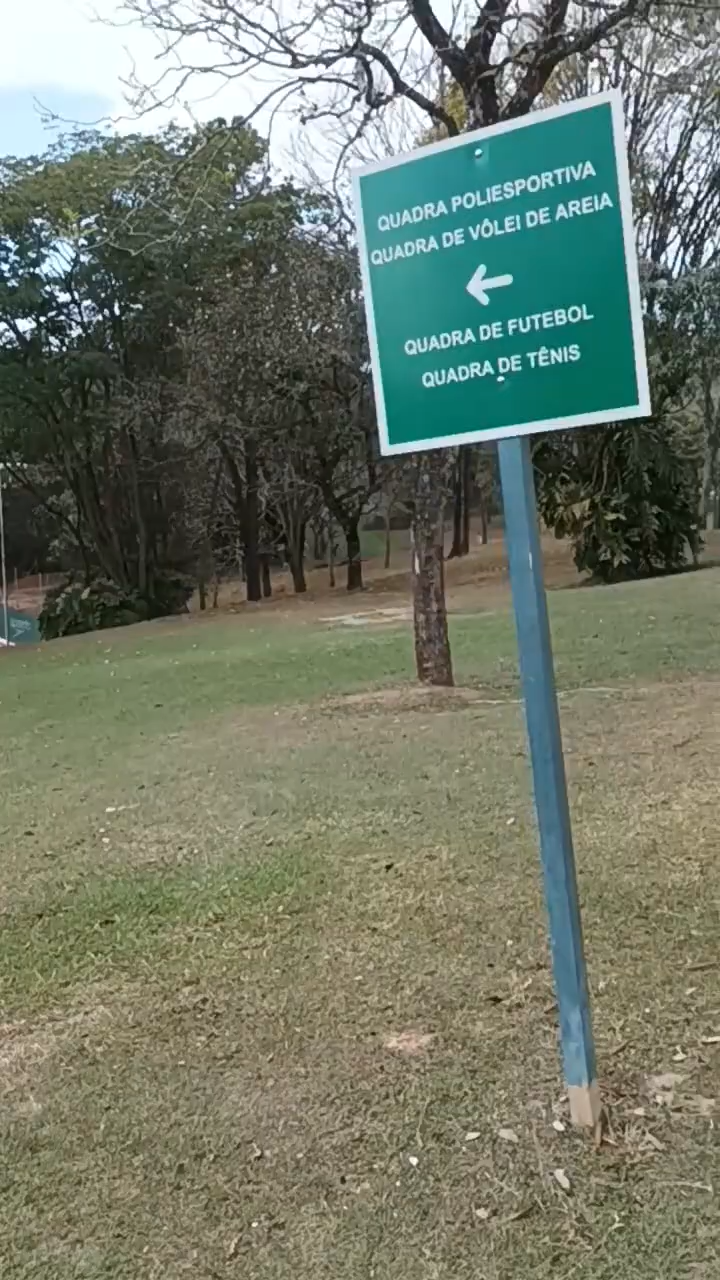 QUADRA POLIESPORTIVA
QUADRA DE VÔLEI DE AREIA
QUADRA DE FUTEBOL
QUADRA DE TÊNIS